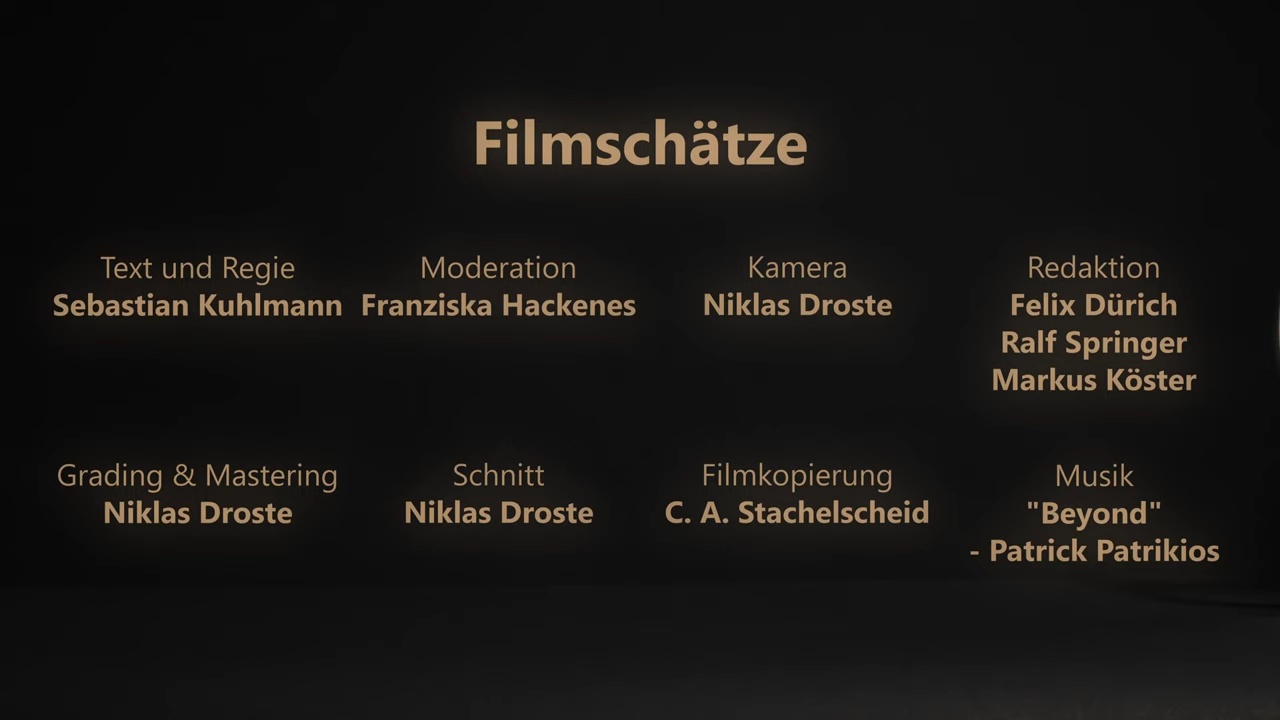 Filmschätze
Text und Regie
Sebastian Kuhlmann
Moderation
Franziska Hackenes
Kamera
Niklas Droste
Redaktion
Felix Dürich
Ralf Springer
Markus Köster
Grading & Mastering
Niklas Droste
Schnitt
Niklas Droste
Filmkopierung
C. A. Stachelscheid
Musik
"Beyond"
- Patrick Patrikios